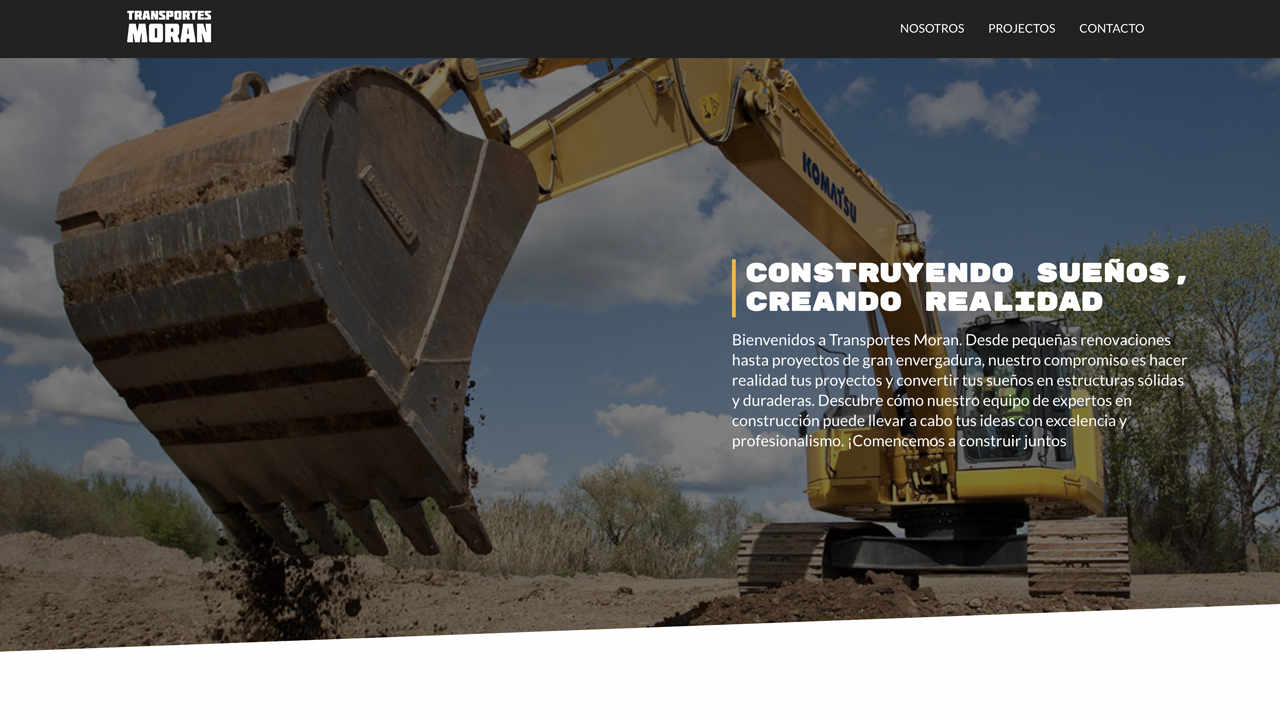 TRANSPORTES
MORAN
NOSOTROS PROJECTOS CONTACTO
KOMATSU
CONSTRUYENDO SUEÑOS,
CREANDO REALIDAD
Bienvenidos a Transportes Moran. Desde pequeñas renovaciones
hasta proyectos de gran envergadura, nuestro compromiso es hacer
realidad tus proyectos y convertir tus sueños en estructuras sólidas
y duraderas. Descubre cómo nuestro equipo de expertos en
construcción puede llevar a cabo tus ideas con excelencia y
profesionalismo. ¡Comencemos a construir juntos